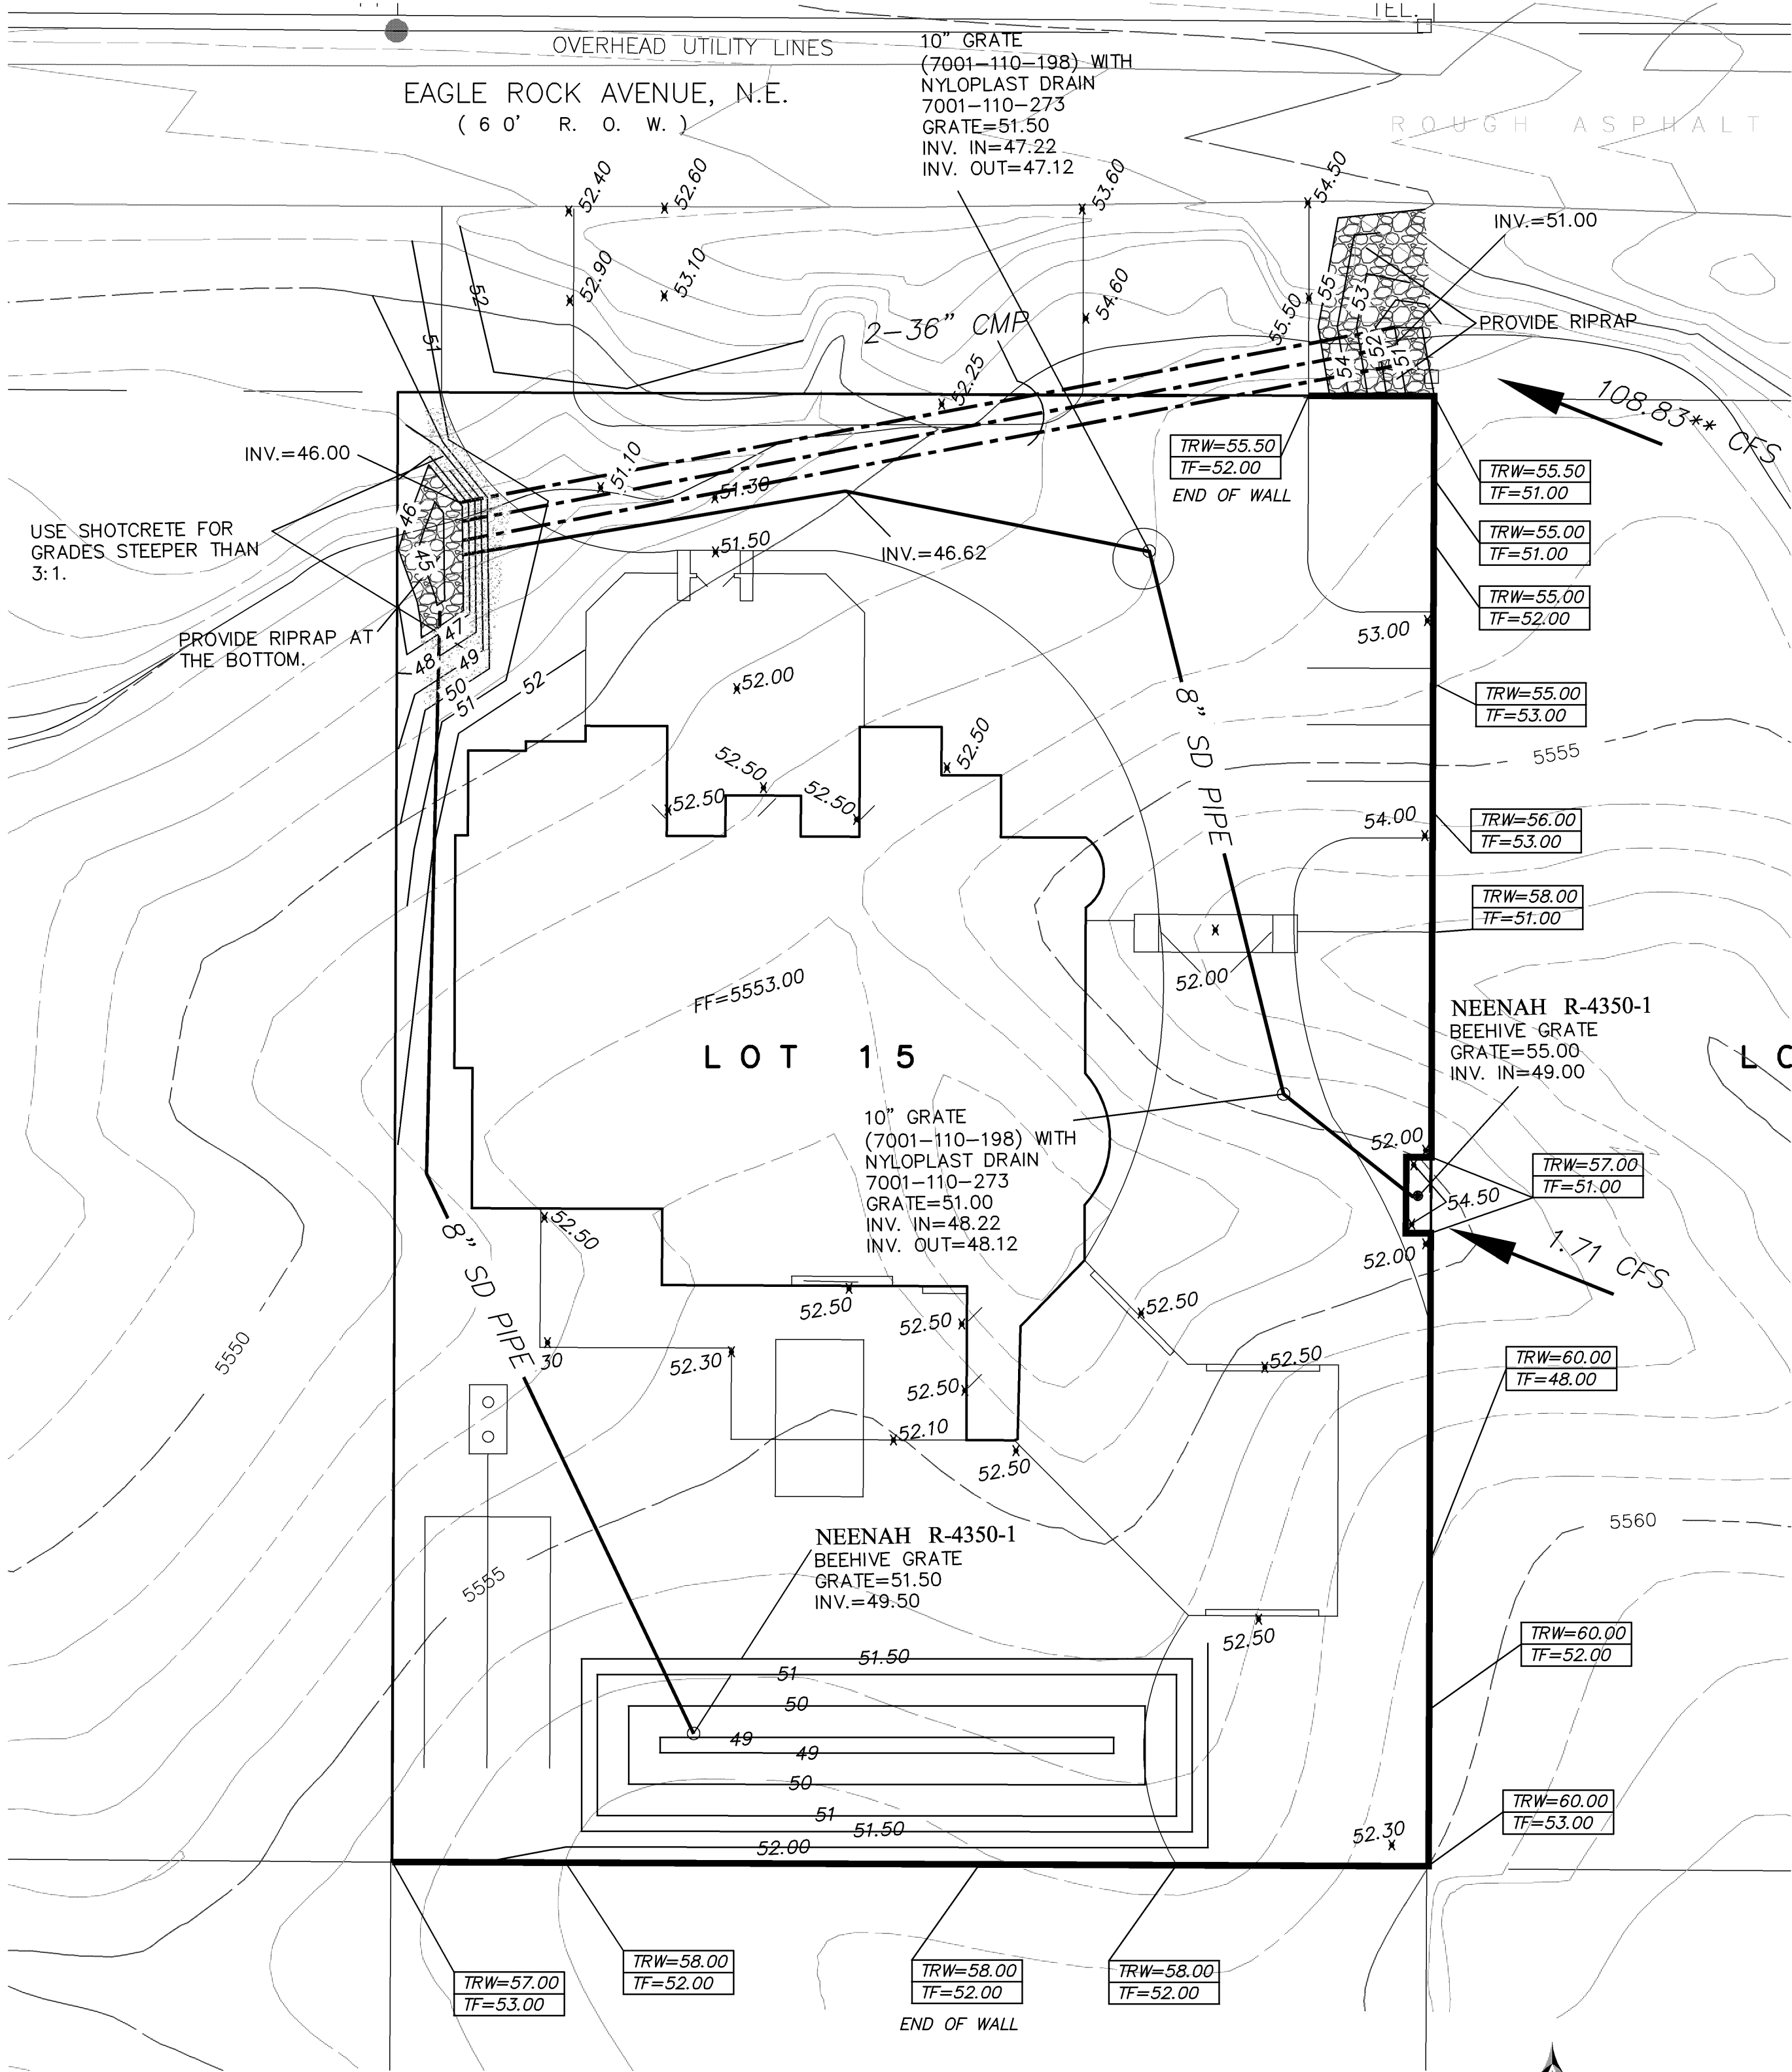 TEL.
OVERHEAD UTILITY LINES
EAGLE ROCK AVENUE, N.E.
( 6 0' R. O. W. )
10" GRATE
(7001-110-198) WITH
NYLOPLAST DRAIN
7001-110-273
GRATE=51.50
INV. IN=47.22
INV. OUT=47.12
ROUGH ASPHALT
52.40
52.60
53.60
54.50
INV.=51.00
52.90
53.10
54.60
55.50
55
53
52
51
54
PROVIDE RIPRAP
52
51
2-36" CMP
52.25
108.83** CFS
INV.=46.00
51.10
51.30
TRW=55.50
TF=52.00
END OF WALL
TRW=55.50
TF=51.00
USE SHOTCRETE FOR
GRADES STEEPER THAN
3:1.
46
45
51.50
INV.=46.62
TRW=55.00
TF=51.00
TRW=55.00
TF=52.00
53.00
PROVIDE RIPRAP AT
THE BOTTOM.
47
48
49
50
51
52
52.00
8" SD PIPE
TRW=55.00
TF=53.00
5555
52.50
52.50
52.50
52.50
54.00
TRW=56.00
TF=53.00
TRW=58.00
TF=51.00
52.00
FF=5553.00
LOT 15
NEENAH R-4350-1
BEEHIVE GRATE
GRATE=55.00
INV. IN=49.00
LO
10" GRATE
(7001-110-198) WITH
NYLOPLAST DRAIN
7001-110-273
GRATE=51.00
INV. IN=48.22
INV. OUT=48.12
52.00
TRW=57.00
TF=51.00
54.50
52.00
1.71 CFS
52.50
8" SD PIPE
52.50
52.50
52.50
5550
30
52.30
52.50
52.50
TRW=60.00
TF=48.00
52.10
52.50
5560
NEENAH R-4350-1
BEEHIVE GRATE
GRATE=51.50
INV.=49.50
5555
52.50
TRW=60.00
TF=52.00
51.50
51
50
49
49
50
51
51.50
52.00
52.30
TRW=60.00
TF=53.00
TRW=57.00
TF=53.00
TRW=58.00
TF=52.00
TRW=58.00
TF=52.00
END OF WALL
TRW=58.00
TF=52.00